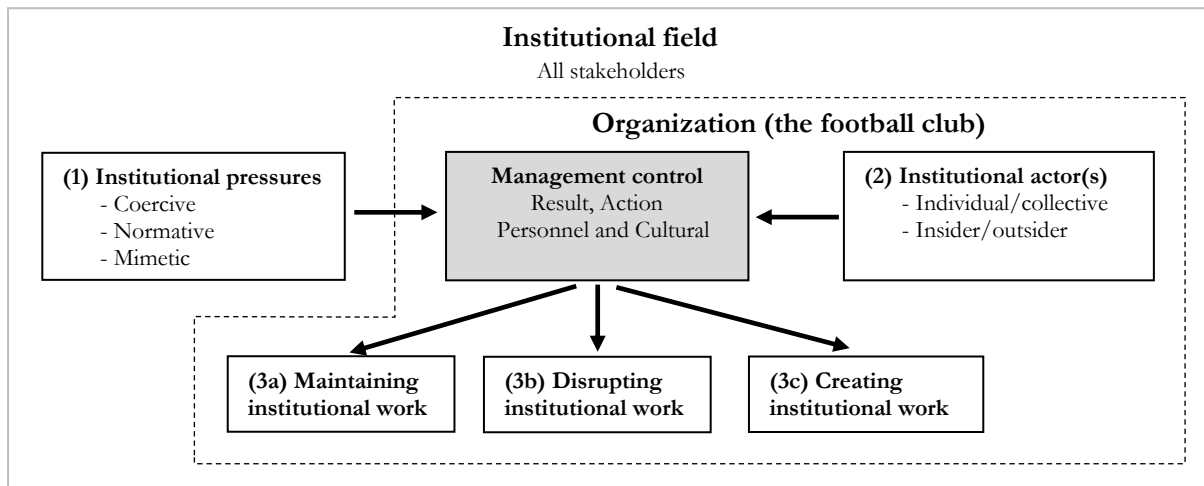 Institutional field
All stakeholders
Organization (the football club)
(1) Institutional pressures
- Coercive
- Normative
- Mimetic
Management control
Result, Action
Personnel and Cultural
(2) Institutional actor(s)
- Individual/collective
- Insider/outsider
(3a) Maintaining
institutional work
(3b) Disrupting
institutional work
(3c) Creating
institutional work